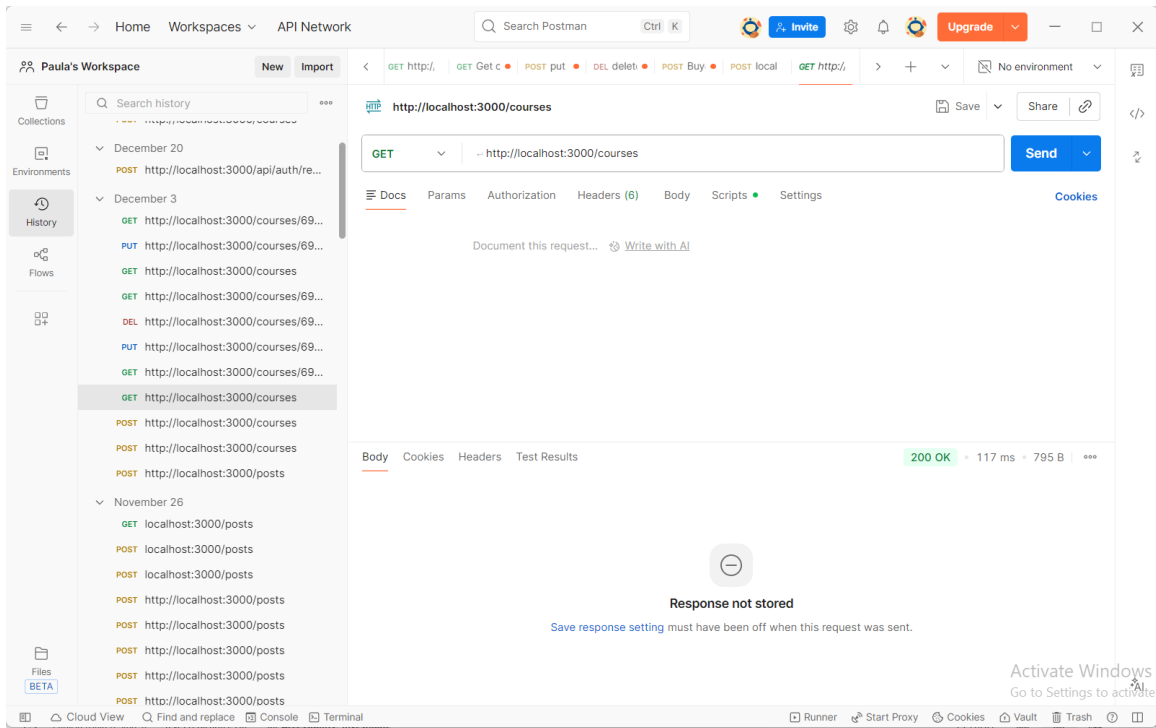 Home Workspaces API Network Search Postman Ctrl K Invite Upgrade
Paula's Workspace New Import GET http:/, GET Get c POST put DEL delet POST Buy POST local GET http:/, No environment
Collections
Environments
History
Flows
Files
BETA
Search history
December 20
POST http://localhost:3000/api/auth/re...
December 3
GET http://localhost:3000/courses/69...
PUT http://localhost:3000/courses/69...
GET http://localhost:3000/courses
GET http://localhost:3000/courses/69...
DEL http://localhost:3000/courses/69...
PUT http://localhost:3000/courses/69...
GET http://localhost:3000/courses/69...
GET http://localhost:3000/courses
POST http://localhost:3000/courses
POST http://localhost:3000/courses
POST http://localhost:3000/posts
November 26
GET localhost:3000/posts
POST localhost:3000/posts
POST localhost:3000/posts
POST http://localhost:3000/posts
POST http://localhost:3000/posts
POST http://localhost:3000/posts
POST http://localhost:3000/posts
POST http://localhost:3000/posts
HTTP http://localhost:3000/courses Save Share
GET http://localhost:3000/courses Send
Docs Params Authorization Headers (6) Body Scripts Settings Cookies
Document this request... Write with AI
Body Cookies Headers Test Results 200 OK 117 ms 795 B
Response not stored
Save response setting must have been off when this request was sent.
Activate Windows
Go to Settings to activate
AI
Cloud View Find and replace Console Terminal Runner Start Proxy Cookies Vault Trash